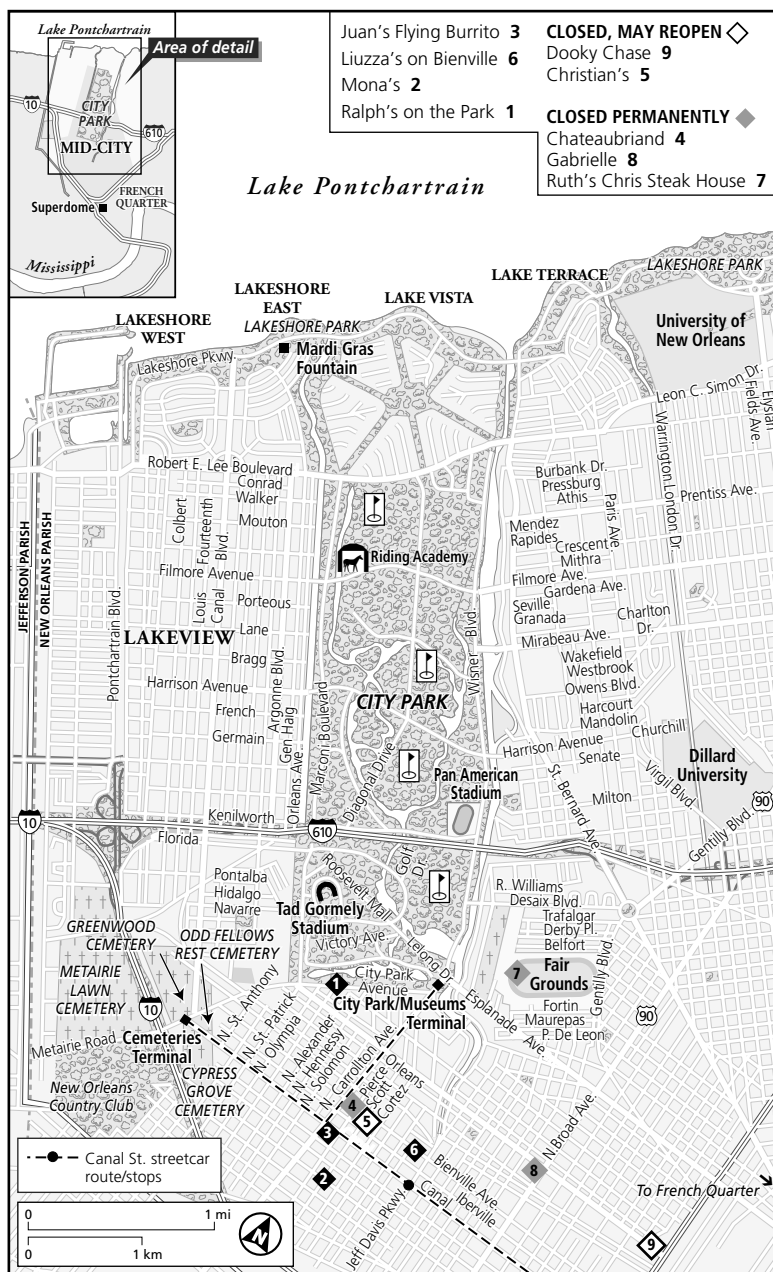 Lake Pontchartrain
Area of detail
10
CITY
PARK
610
MID-CITY
FRENCH
QUARTER
Superdome
Mississippi
Juan's Flying Burrito 3
Liuzza's on Bienville 6
Mona's 2
Ralph's on the Park 1
CLOSED, MAY REOPEN
Dooky Chase 9
Christian's 5
CLOSED PERMANENTLY
Chateaubriand 4
Gabrielle 8
Ruth's Chris Steak House 7
Lake Pontchartrain
LAKESHORE
WEST
LAKESHORE
EAST
LAKESHORE PARK
LAKE VISTA
LAKE TERRACE
LAKESHORE PARK
University of
New Orleans
Lakeshore Pkwy.
Mardi Gras
Fountain
Leon C. Simon Dr.
Elysian
Fields Ave.
Robert E. Lee Boulevard
Conrad
Walker
Mouton
Colbert
Fourteenth
Blvd.
Filmore Avenue
Louis
Canal
Porteous
Lane
LAKEVIEW
Bragg
Harrison Avenue
French
Germain
Argonne Blvd.
Gen Haig
Orleans Ave.
Marconi Boulevard
Pontchartrain Blvd.
JEFFERSON PARISH
NEW ORLEANS PARISH
Riding Academy
CITY PARK
Diagonal Drive
Wisner Blvd.
Burbank Dr.
Pressburg
Athis
Paris Ave.
Warrington London Dr.
Prentiss Ave.
Mendez
Rapides
Crescent
Mithra
Filmore Ave.
Gardena Ave.
Seville
Granada
Charlton
Dr.
Mirabeau Ave.
Wakefield
Westbrook
Owens Blvd.
Harcourt
Mandolin
Churchill
Harrison Avenue
Senate
Dillard
University
Virgil Blvd.
Milton
90
St. Bernard Ave.
Gentilly Blvd.
Pan American
Stadium
10
Kenilworth
610
Florida
Pontalba
Hidalgo
Navarre
Roosevelt Mall
Golf
Dr.
Tad Gormely
Stadium
Victory Ave.
Lelong Dr.
R. Williams
Desaix Blvd.
Trafalgar
Derby Pl.
Belfort
Gentilly Blvd.
GREENWOOD
CEMETERY
ODD FELLOWS
REST CEMETERY
METAIRIE
LAWN
CEMETERY
10
City Park
Avenue
1
City Park/Museums
Terminal
7
Fair
Grounds
Fortin
Maurepas
P. De Leon
90
Esplanade Ave.
N. St. Anthony
N. St. Patrick
N. Olympia
N. Alexander
N. Hennessy
N. Solomon
N. Carrollton Ave.
Orleans
Pierce
Scott
Cortez
Metairie Road
Cemeteries
Terminal
CYPRESS
GROVE
CEMETERY
New Orleans
Country Club
4
5
3
6
2
8
N. Broad Ave.
Bienville Ave.
Iberville
Canal
Jeff Davis Pkwy.
To French Quarter
9
Canal St. streetcar
route/stops
0 1 mi
0 1 km
N